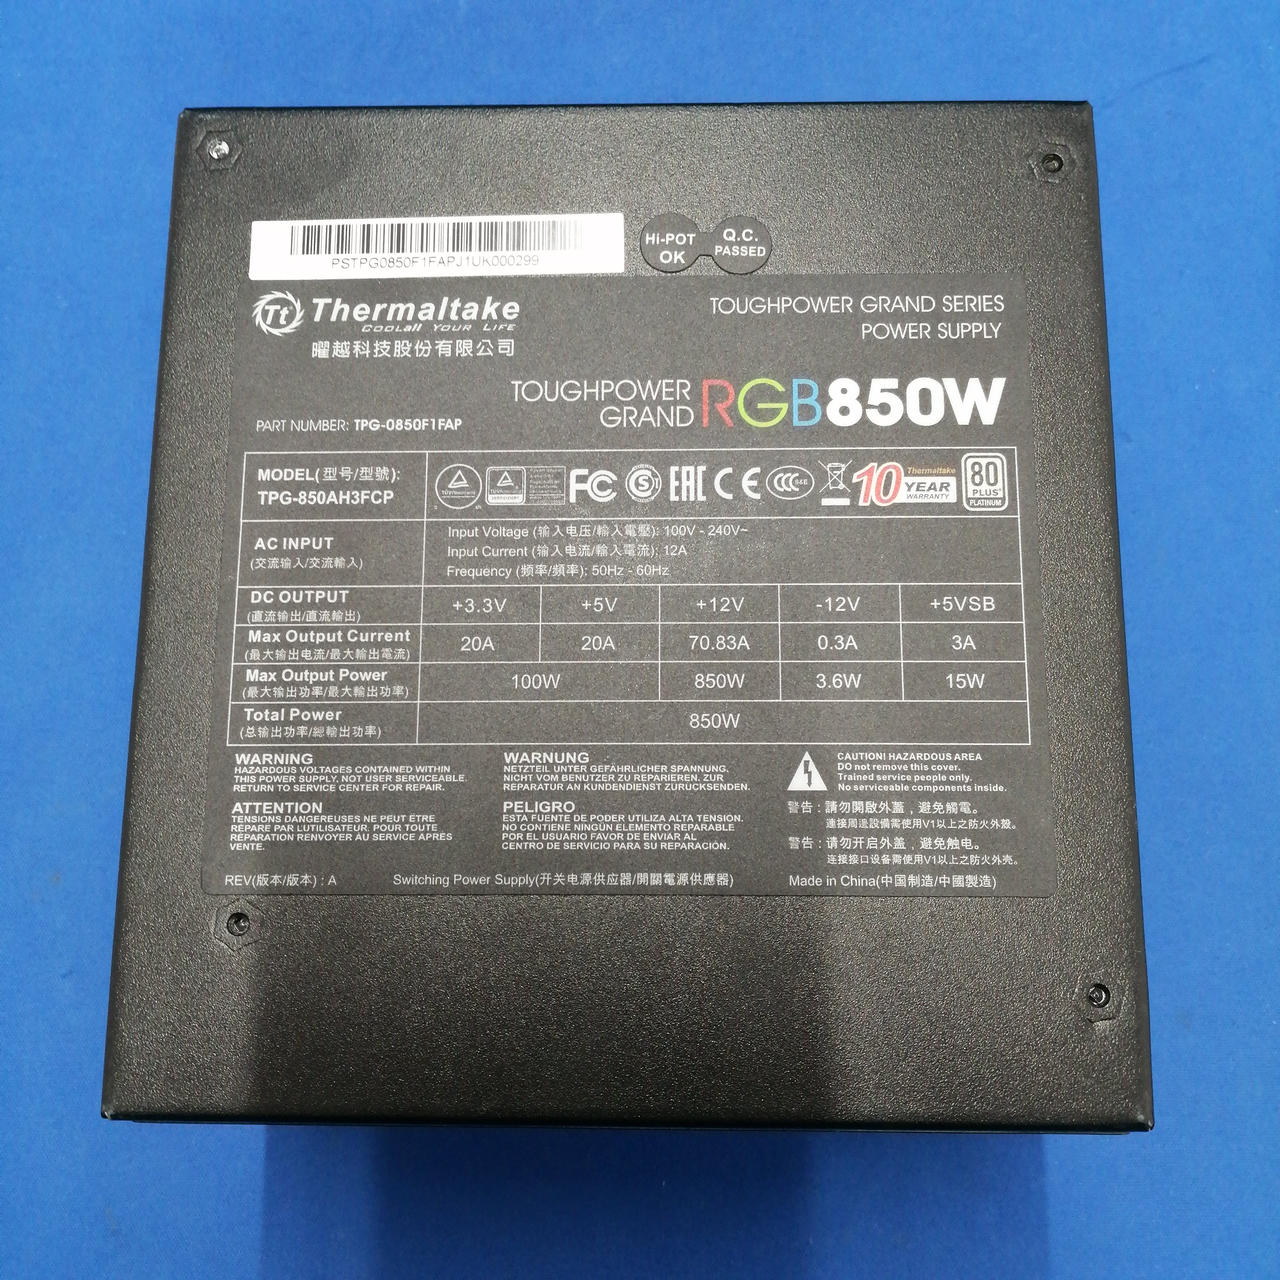 PSTPG0850F1FAPJ1UK000299
Hi-POT
OK
Q.C.
PASSED
Tt Thermaltake
COOLall YOUR LIFE
曜越科技股份有限公司
TOUGHPOWER GRAND SERIES
POWER SUPPLY
TOUGHPOWER
GRAND
RGB850W
PART NUMBER: TPG-0850F1FAP
MODEL(型号/型號):
TPG-850AH3FCP
FC
S
EAC
CE
CCC S&E
Thermaltake
10 YEAR
WARRANTY
80
PLUS
PLATINUM
AC INPUT
(交流输入/交流輸入)
Input Voltage (输入电压/輸入電壓): 100V - 240V~
Input Current (输入电流/輸入電流): 12A
Frequency (频率/頻率): 50Hz - 60Hz
DC OUTPUT
(直流输出/直流輸出)
+3.3V +5V +12V -12V +5VSB
Max Output Current
(最大输出电流/最大輸出電流)
20A 20A 70.83A 0.3A 3A
Max Output Power
(最大输出功率/最大輸出功率)
100W 850W 3.6W 15W
Total Power
(总输出功率/總輸出功率)
850W
WARNING
HAZARDOUS VOLTAGES CONTAINED WITHIN
THIS POWER SUPPLY, NOT USER SERVICEABLE.
RETURN TO SERVICE CENTER FOR REPAIR.
ATTENTION
TENSIONS DANGEREUSES NE PEUT ÉTRE
REPARE PAR L'UTILISATEUR. POUR TOUTE
REPARATION RENVOYER AU SERVICE APRES
VENTE.
WARNUNG
NETZTEIL UNTER GEFÄHRLICHER SPANNUNG.
NICHT VOM BENUTZER ZU REPARIEREN. ZUR
REPARATUR AN KUNDENDIENST ZURÜCKSENDEN.
PELIGRO
ESTA FUENTE DE PODER UTILIZA ALTA TENSION.
NO CONTIENE NINGÚN ELEMENTO REPARABLE
POR EL USUARIO FAVOR DE ENVIAR AL
CENTRO DE SERVICIO PARA SU REPARACIÓN.
CAUTION! HAZARDOUS AREA
DO not remove this cover.
Trained service people only.
No serviceable components inside.
警告 : 請勿開啟外蓋，避免觸電。
連接周邊設備需使用V1以上之防火外殼。
警告 : 请勿开启外盖，避免触电。
连接接口设备需使用V1以上之防火外壳。
REV(版本/版本) : A
Switching Power Supply(开关电源供应器/開關電源供應器)
Made in China(中国制造/中國製造)